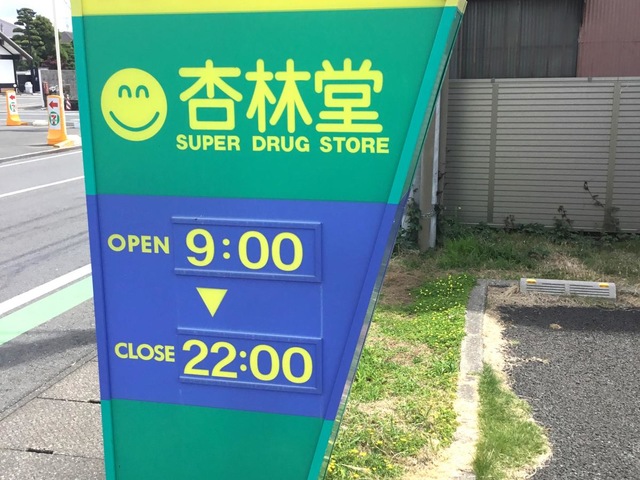 杏林堂
SUPER DRUG STORE
OPEN 9:00
CLOSE 22:00